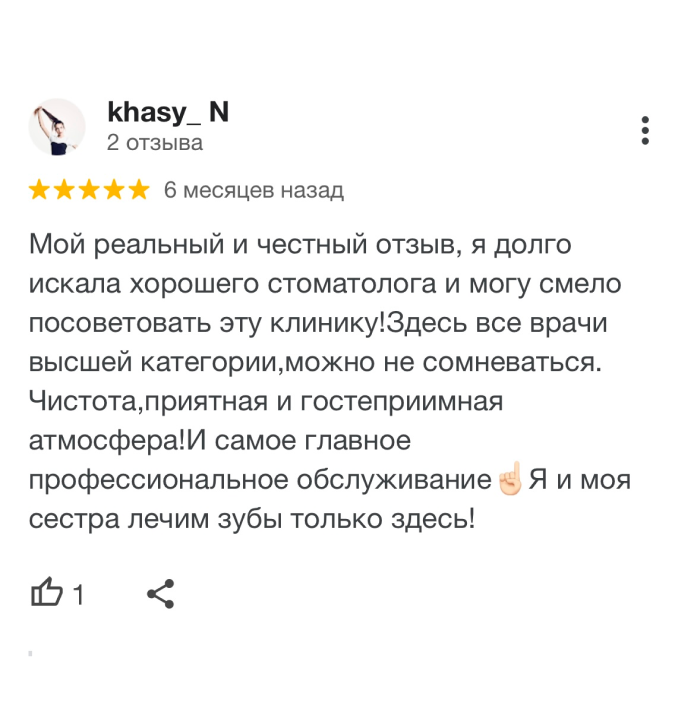 khasy_ N
2 отзыва
6 месяцев назад
Мой реальный и честный отзыв, я долго
искала хорошего стоматолога и могу смело
посоветовать эту клинику!Здесь все врачи
высшей категории,можно не сомневаться.
Чистота,приятная и гостеприимная
атмосфера!И самое главное
профессиональное обслуживание☝🏻Я и моя
сестра лечим зубы только здесь!
1